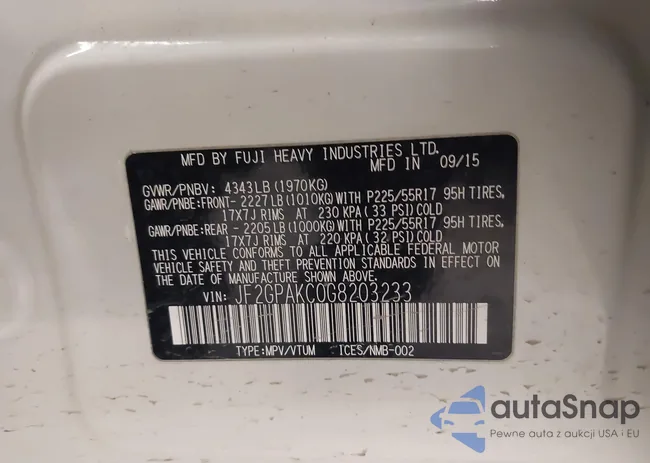 MFD BY FUJI HEAVY INDUSTRIES LTD.
09/15
GVWR/PNBV: 4343LB(1970KG)
GAWR/PNBE:FRONT- 2227LB(1010KG)WITH P225/55R17 95H TIRES,
17X7J RIMS AT 230 KPA(33 PSI)COLD
GAWR/PNBE:REAR - 2205LB(1000KG)WITH P225/55R17 95H TIRES,
17X7J RIMS AT 220 KPA(32 PSI)COLD
THIS VEHICLE CONFORMS TO ALL APPLICABLE FEDERAL MOTOR
VEHICLE SAFETY AND THEFT PREVENTION STANDARDS IN EFFECT
ON THE DATE OF MANUFACTURE SHOWN ABOVE.
VIN: JF2GPAKC0G8203233
TYPE:MPV/VTUM ICES/NMB-002
autaSnap
Pewne auta z aukcji USA i EU